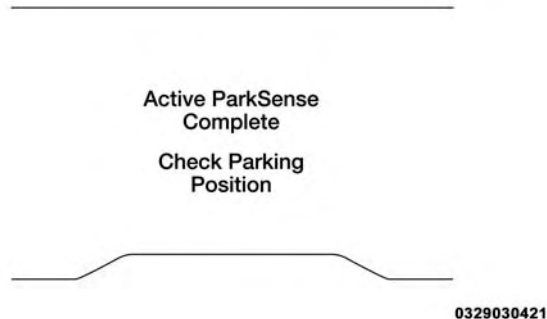 Active ParkSense
Complete
Check Parking
Position
0329030421